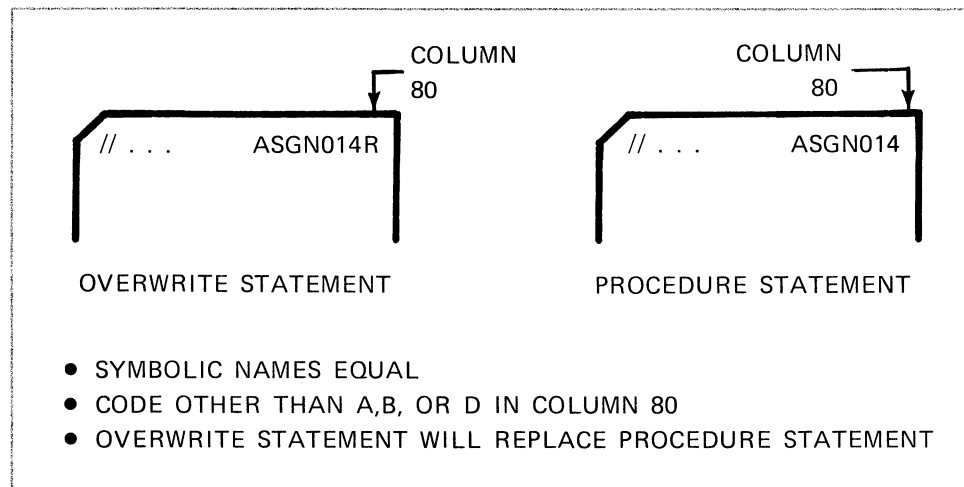 COLUMN
80
COLUMN
80
// . . . ASGN014R
// . . . ASGN014
OVERWRITE STATEMENT
PROCEDURE STATEMENT
● SYMBOLIC NAMES EQUAL
● CODE OTHER THAN A,B, OR D IN COLUMN 80
● OVERWRITE STATEMENT WILL REPLACE PROCEDURE STATEMENT